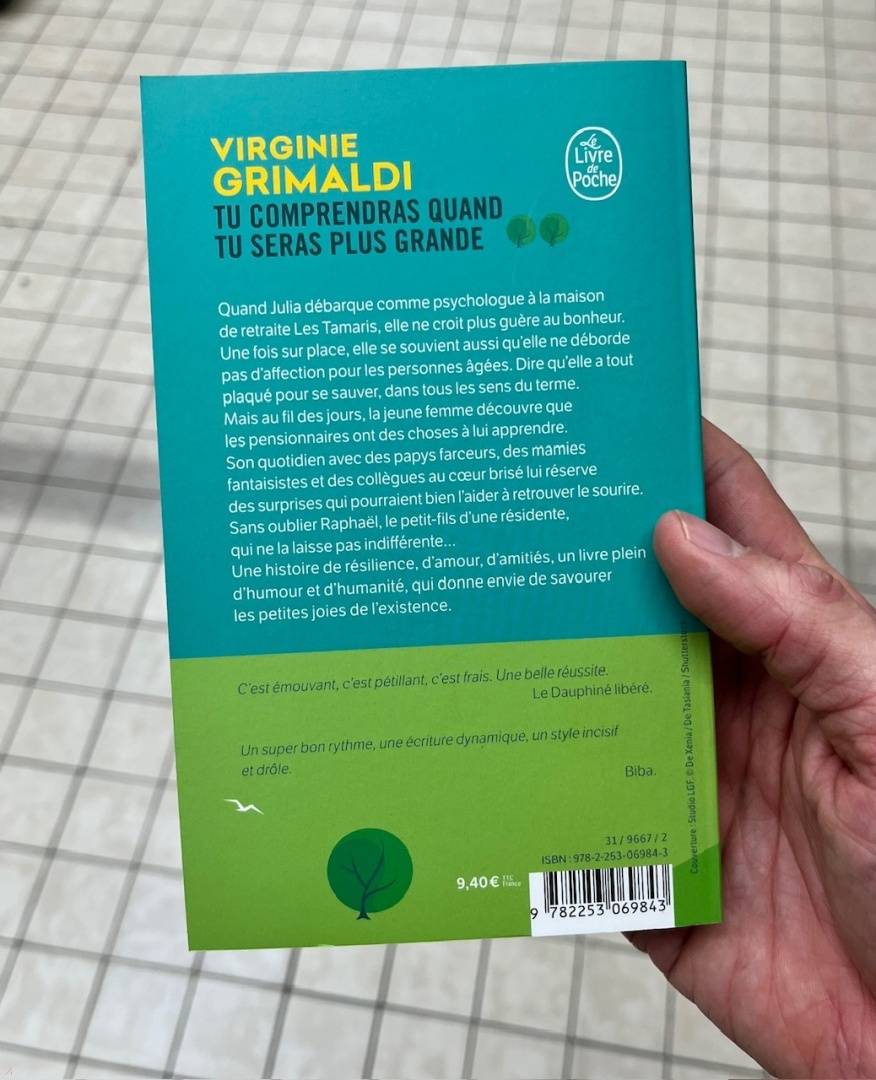 VIRGINIE
GRIMALDI
TU COMPRENDRAS QUAND
TU SERAS PLUS GRANDE
Le
Livre
de
Poche
Quand Julia débarque comme psychologue à la maison
de retraite Les Tamaris, elle ne croit plus guère au bonheur.
Une fois sur place, elle se souvient aussi qu'elle ne déborde
pas d'affection pour les personnes âgées. Dire qu'elle a tout
plaqué pour se sauver, dans tous les sens du terme.
Mais au fil des jours, la jeune femme découvre que
les pensionnaires ont des choses à lui apprendre.
Son quotidien avec des papys farceurs, des mamies
fantaisistes et des collègues au cœur brisé lui réserve
des surprises qui pourraient bien l'aider à retrouver le sourire.
Sans oublier Raphaël, le petit-fils d'une résidente,
qui ne la laisse pas indifférente...
Une histoire de résilience, d'amour, d'amitiés, un livre plein
d'humour et d'humanité, qui donne envie de savourer
les petites joies de l'existence.
C'est émouvant, c'est pétillant, c'est frais. Une belle réussite.
Le Dauphiné libéré.
Un super bon rythme, une écriture dynamique, un style incisif
et drôle.
Biba.
Couverture : Studio LGF. © De Xenia / De Tasiania /
31 / 9667 / 2
ISBN : 978-2-253-06984-3
9,40 € TTC
France
9 782253 069843